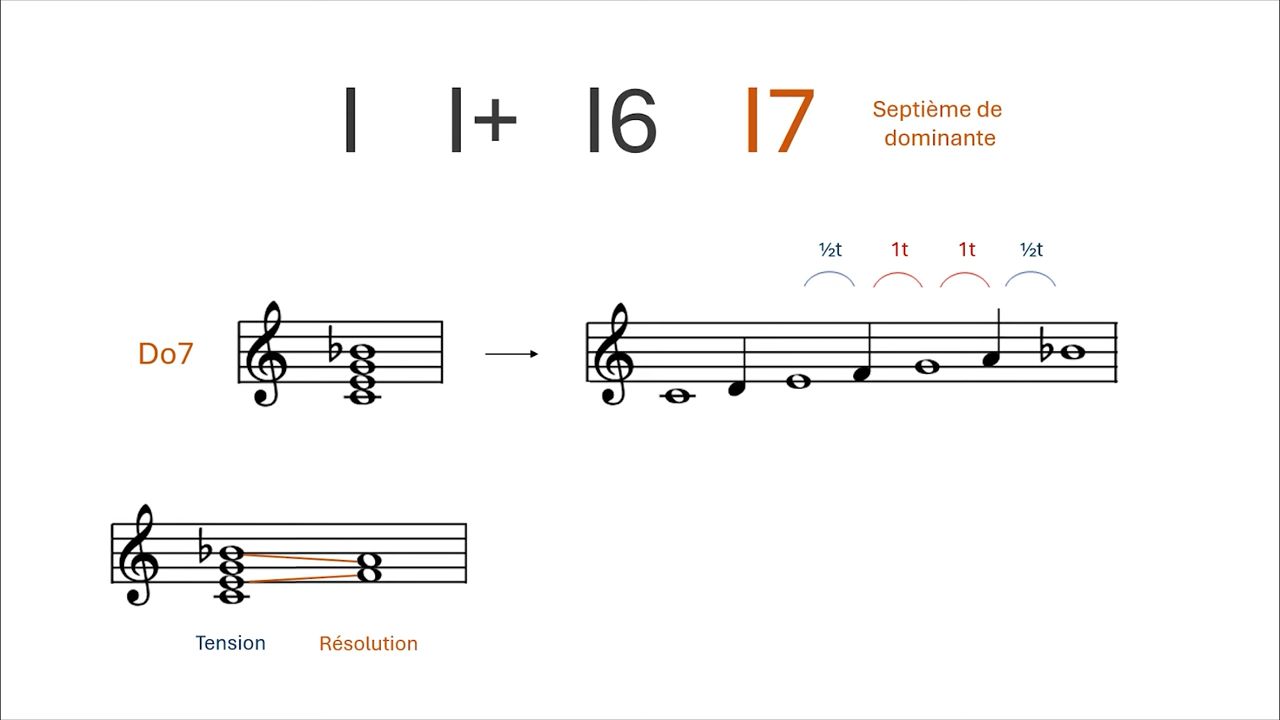 I I+ I6 I7
Septième de
dominante
½t 1t 1t ½t
Do7
Tension Résolution